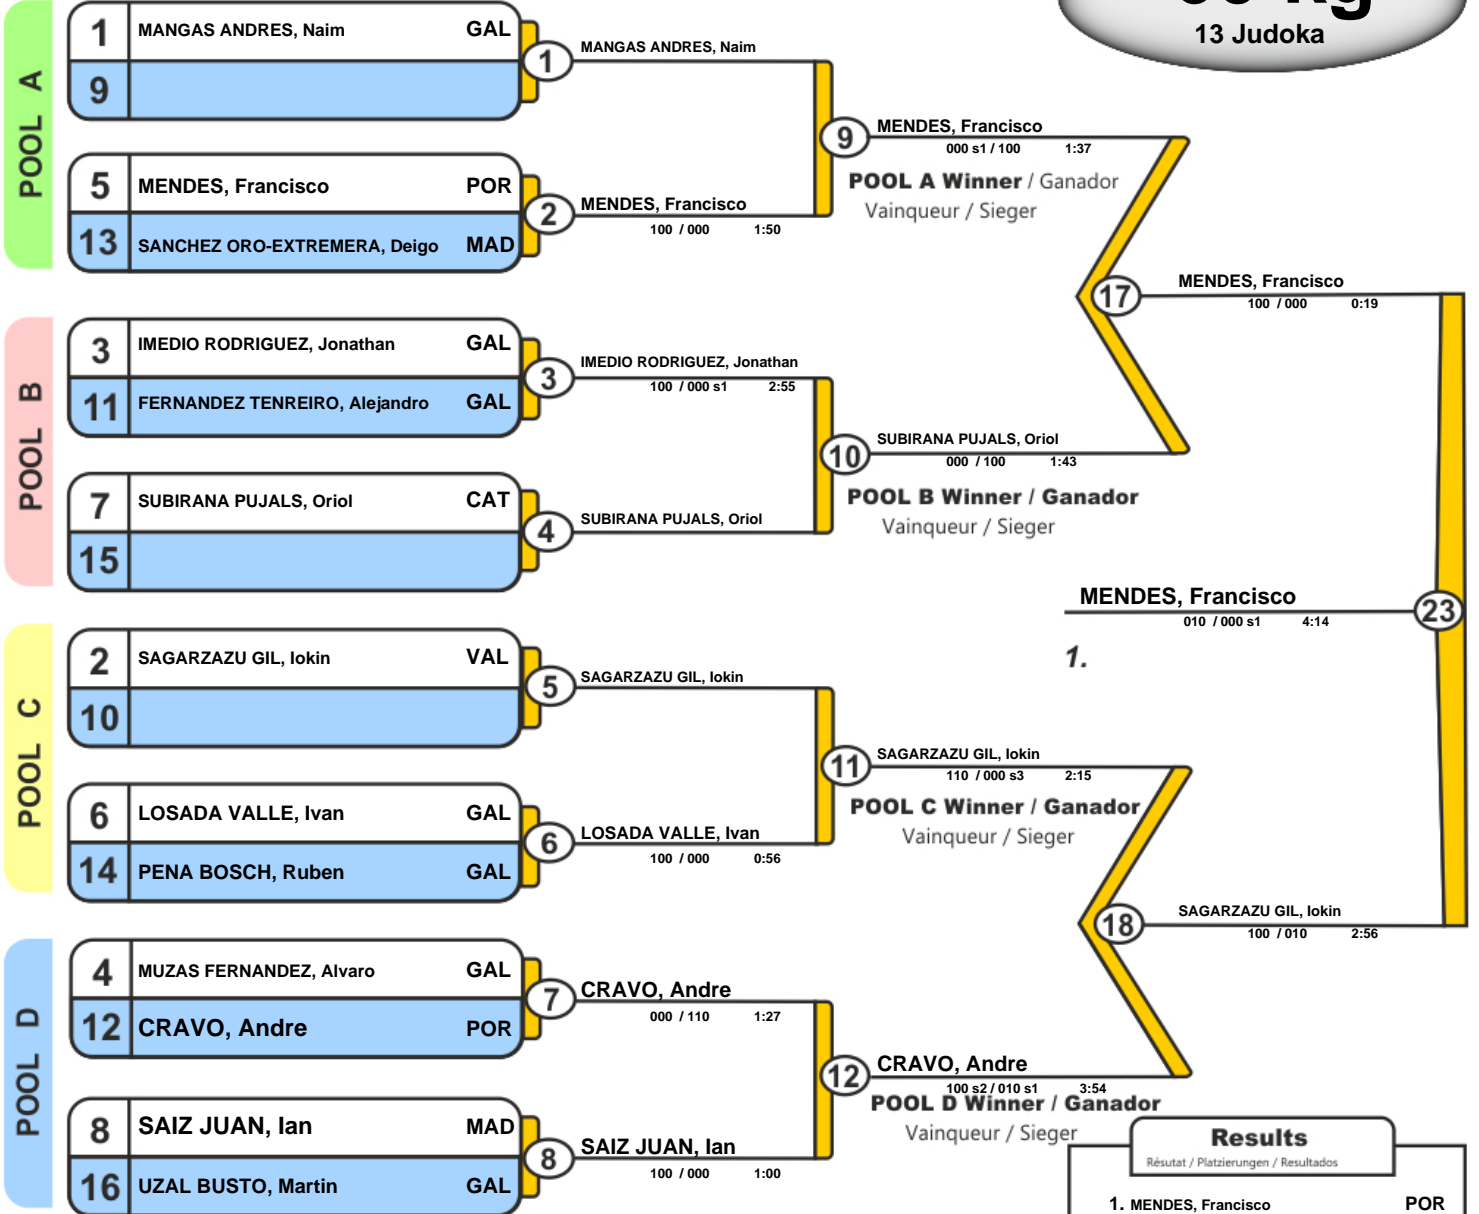 13 Judoka
POOL A
1 MANGAS ANDRES, Naim GAL
9
1
MANGAS ANDRES, Naim
5 MENDES, Francisco POR
13 SANCHEZ ORO-EXTREMERA, Deigo MAD
2
MENDES, Francisco
100 / 000 1:50
9
MENDES, Francisco
000 s1 / 100 1:37
POOL A Winner / Ganador
Vainqueur / Sieger
POOL B
3 IMEDIO RODRIGUEZ, Jonathan GAL
11 FERNANDEZ TENREIRO, Alejandro GAL
3
IMEDIO RODRIGUEZ, Jonathan
100 / 000 s1 2:55
7 SUBIRANA PUJALS, Oriol CAT
15
4
SUBIRANA PUJALS, Oriol
10
SUBIRANA PUJALS, Oriol
000 / 100 1:43
POOL B Winner / Ganador
Vainqueur / Sieger
17
MENDES, Francisco
100 / 000 0:19
POOL C
2 SAGARZAZU GIL, Iokin VAL
10
5
SAGARZAZU GIL, Iokin
6 LOSADA VALLE, Ivan GAL
14 PENA BOSCH, Ruben GAL
6
LOSADA VALLE, Ivan
100 / 000 0:56
11
SAGARZAZU GIL, Iokin
110 / 000 s3 2:15
POOL C Winner / Ganador
Vainqueur / Sieger
POOL D
4 MUZAS FERNANDEZ, Alvaro GAL
12 CRAVO, Andre POR
7
CRAVO, Andre
000 / 110 1:27
8 SAIZ JUAN, Ian MAD
16 UZAL BUSTO, Martin GAL
8
SAIZ JUAN, Ian
100 / 000 1:00
12
CRAVO, Andre
100 s2 / 010 s1 3:54
POOL D Winner / Ganador
Vainqueur / Sieger
18
SAGARZAZU GIL, Iokin
100 / 010 2:56
23
MENDES, Francisco
010 / 000 s1 4:14
1.
Results
Résutat / Platzierungen / Resultados
1. MENDES, Francisco POR